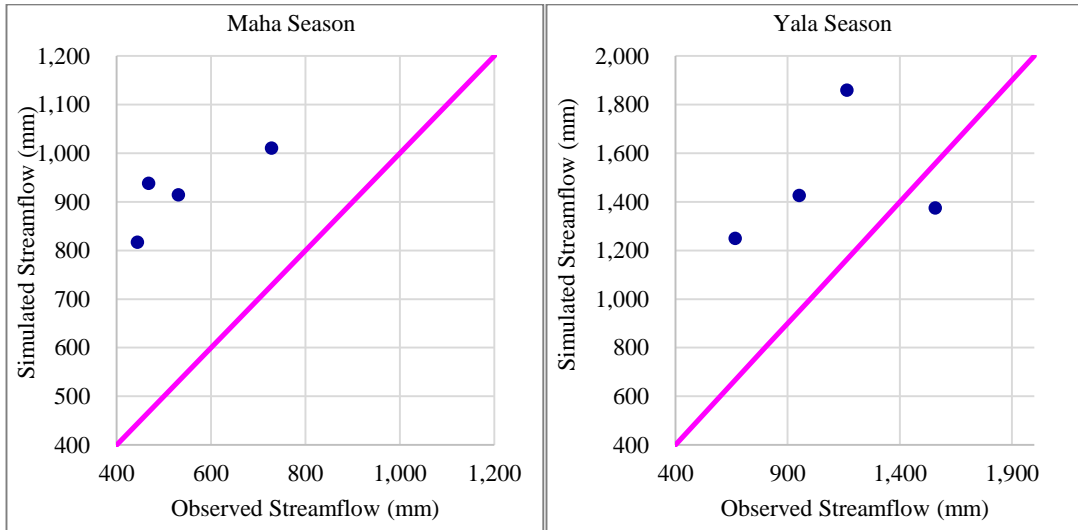 Maha Season
1,200
1,100
1,000
900
800
700
600
500
400
Simulated Streamflow (mm)
400 600 800 1,000 1,200
Observed Streamflow (mm)
Yala Season
2,000
1,800
1,600
1,400
1,200
1,000
800
600
400
Simulated Streamflow (mm)
400 900 1,400 1,900
Observed Streamflow (mm)